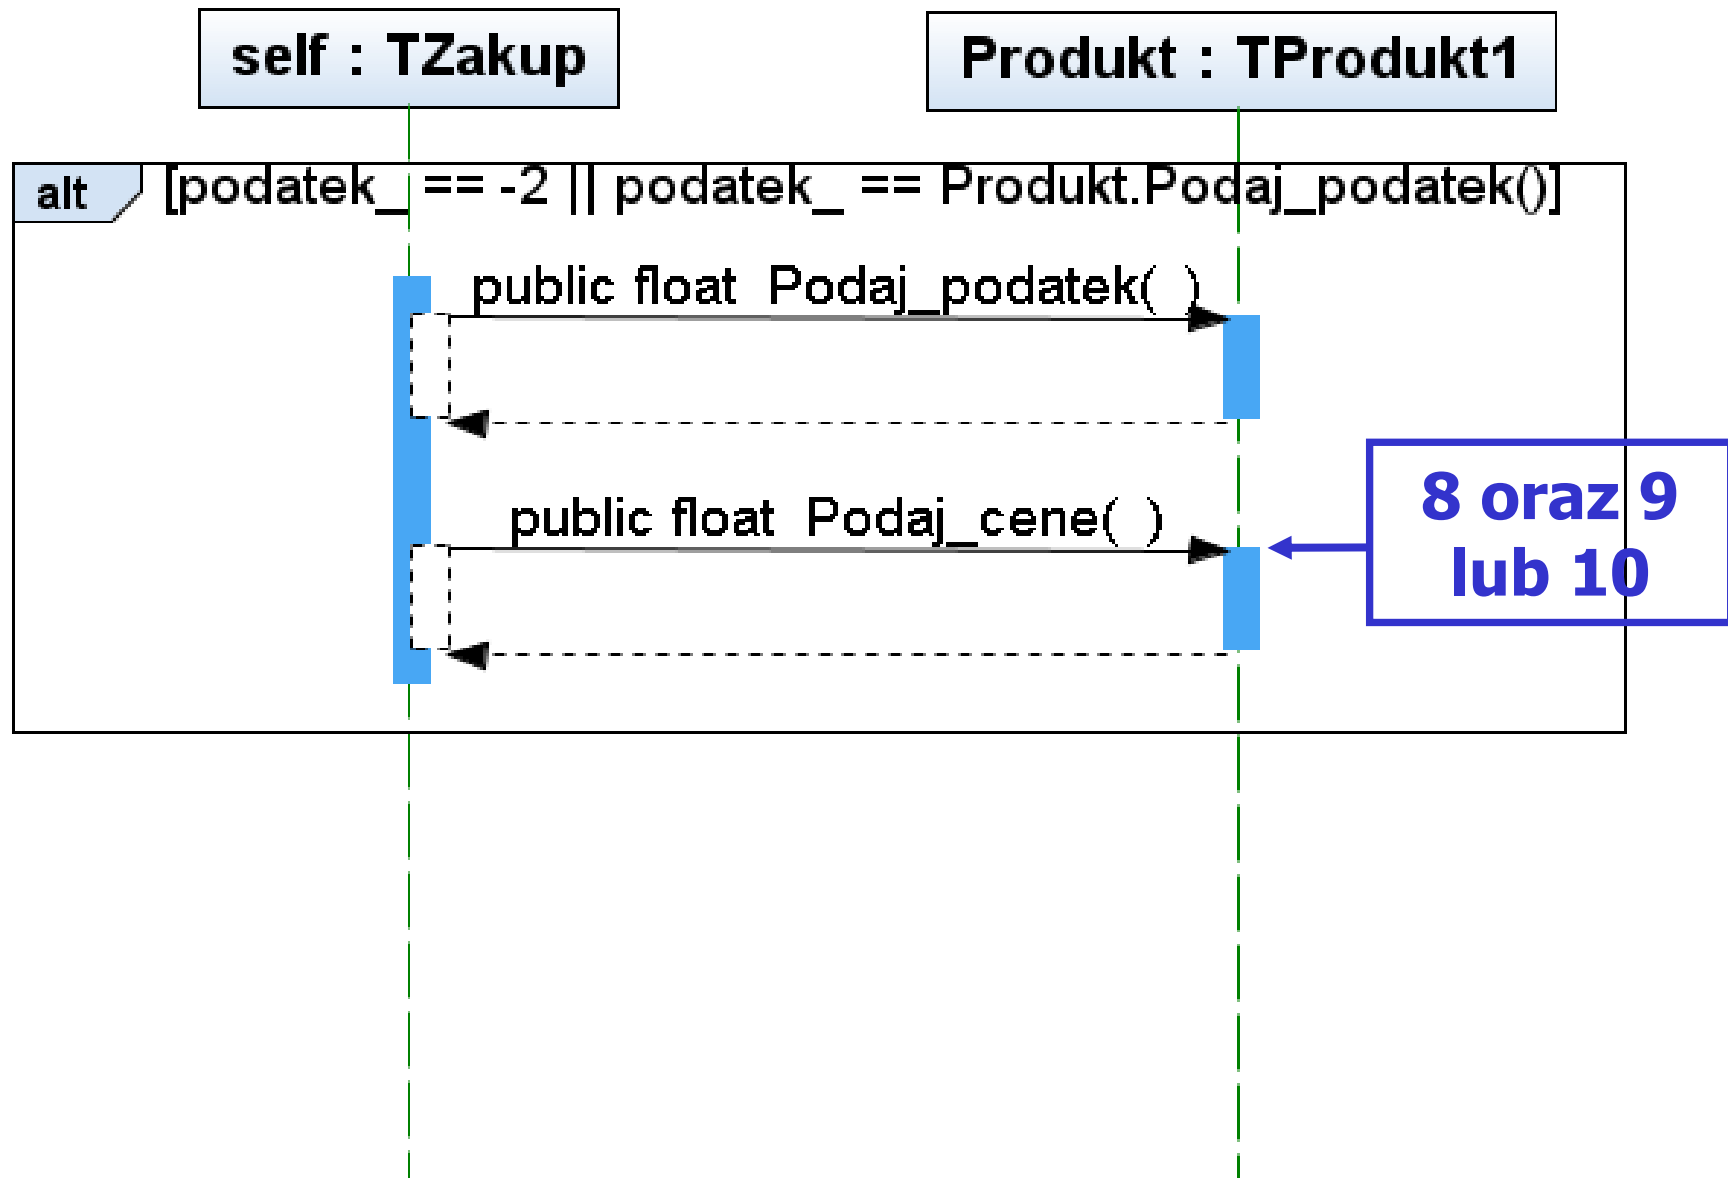 self : TZakup
Produkt : TProdukt1
alt [podatek_ == -2 || podatek_ == Produkt.Podaj_podatek()]
public float Podaj_podatek( )
public float Podaj_cene( )
8 oraz 9
lub 10